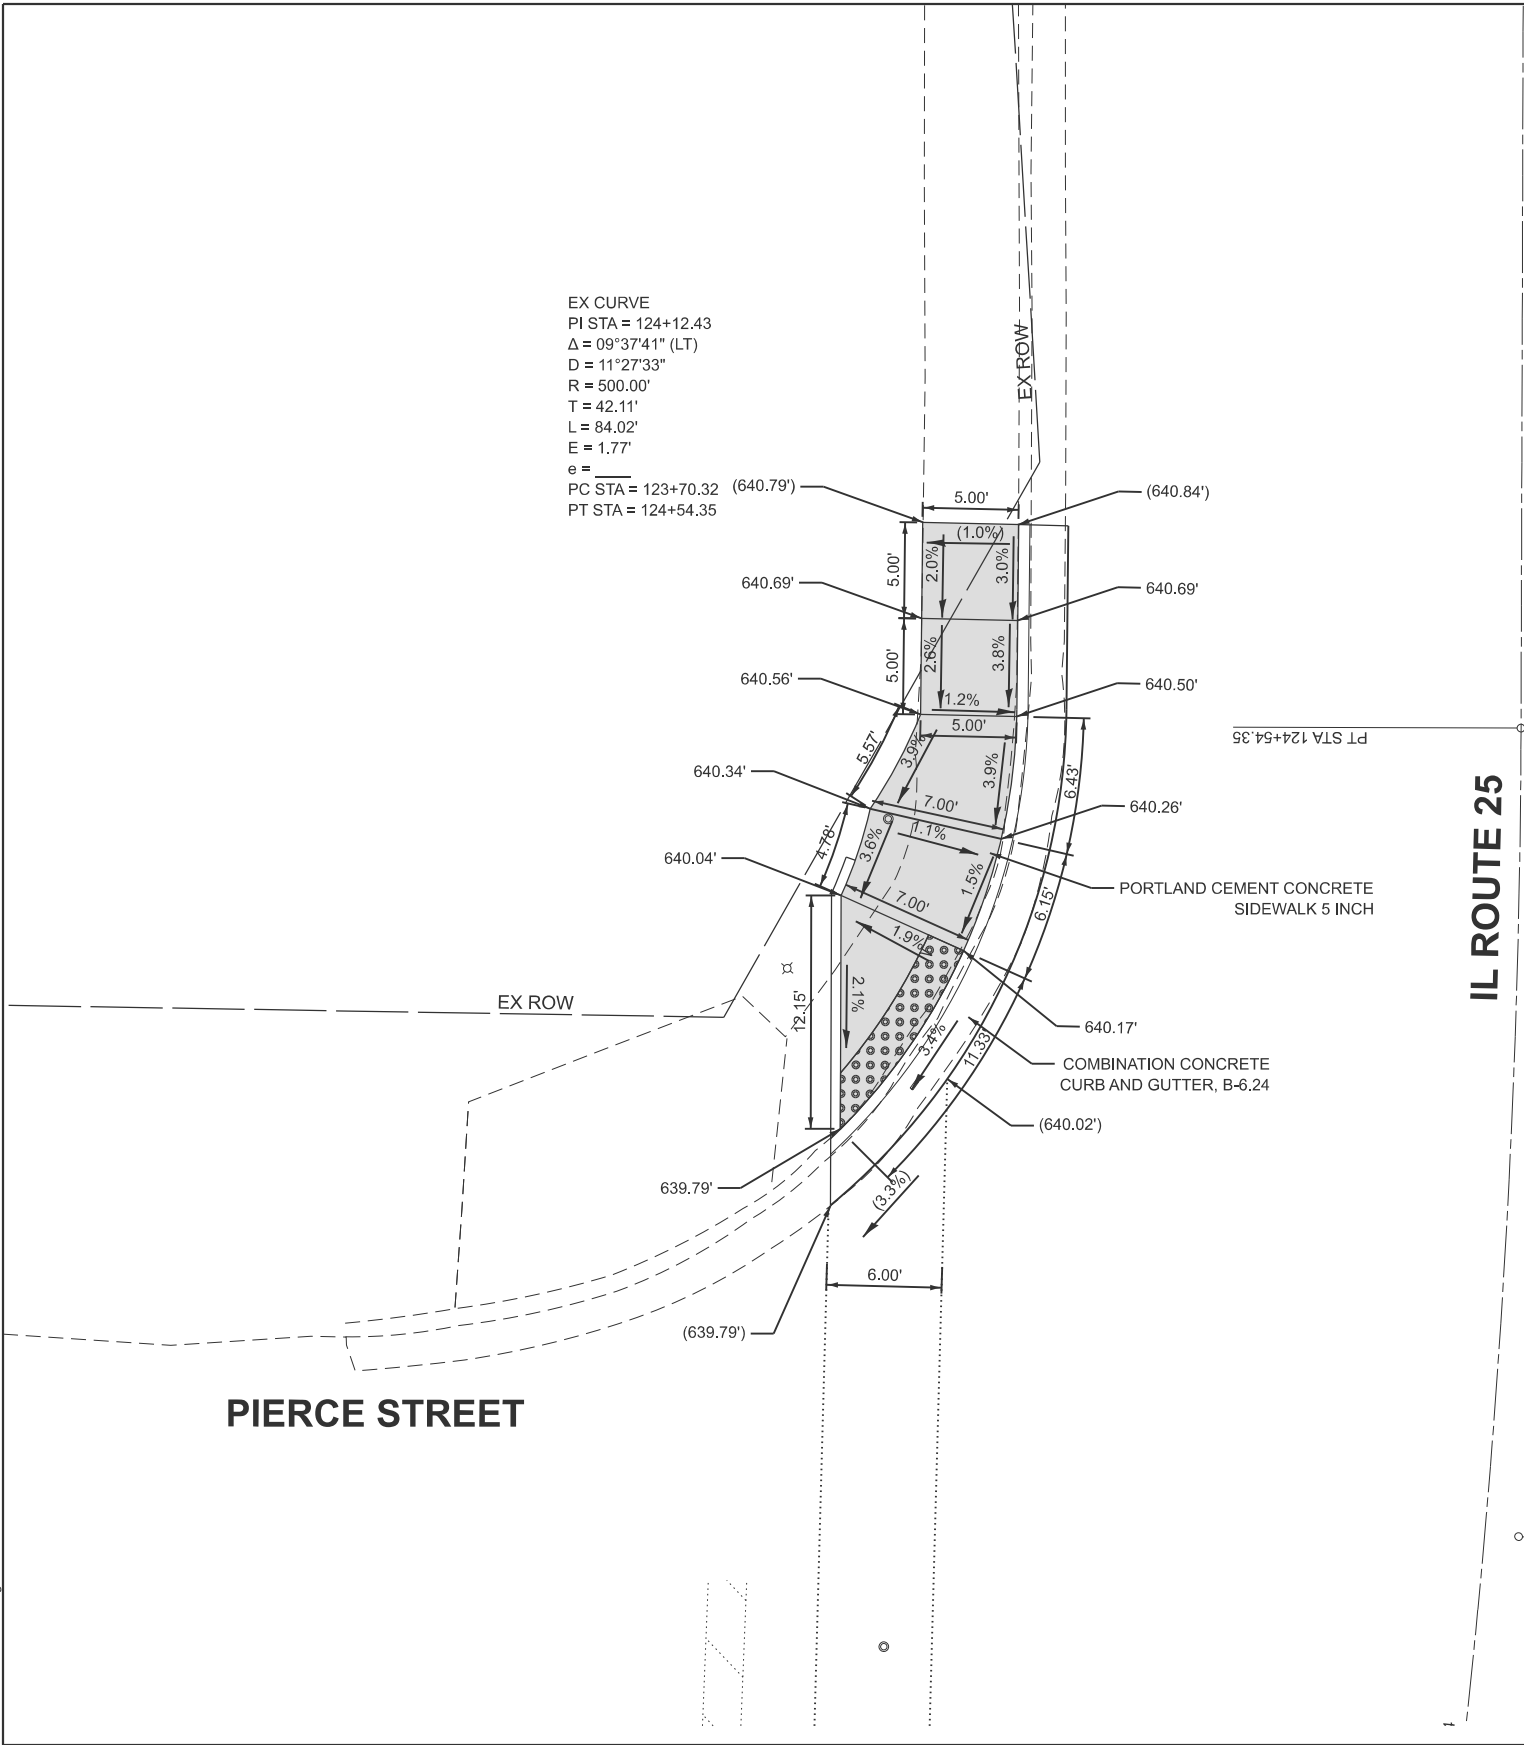 EX CURVE
PI STA = 124+12.43
Δ = 09°37'41" (LT)
D = 11°27'33"
R = 500.00'
T = 42.11'
L = 84.02'
E = 1.77'
e = ____
PC STA = 123+70.32
PT STA = 124+54.35
EX ROW
(640.79')
5.00'
(640.84')
(1.0%)
5.00'
2.0%
3.0%
640.69'
640.69'
5.00'
2.6%
3.8%
640.56'
1.2%
640.50'
5.00'
PT STA 124+54.35
5.57'
3.9%
3.9%
6.43'
640.34'
7.00'
640.26'
1.1%
4.78'
3.6%
640.04'
1.5%
7.00'
6.15'
PORTLAND CEMENT CONCRETE
SIDEWALK 5 INCH
IL ROUTE 25
1.9%
EX ROW
12.15'
2.1%
640.17'
3.4%
11.33'
COMBINATION CONCRETE
CURB AND GUTTER, B-6.24
(640.02')
639.79'
(3.3%)
6.00'
(639.79')
PIERCE STREET